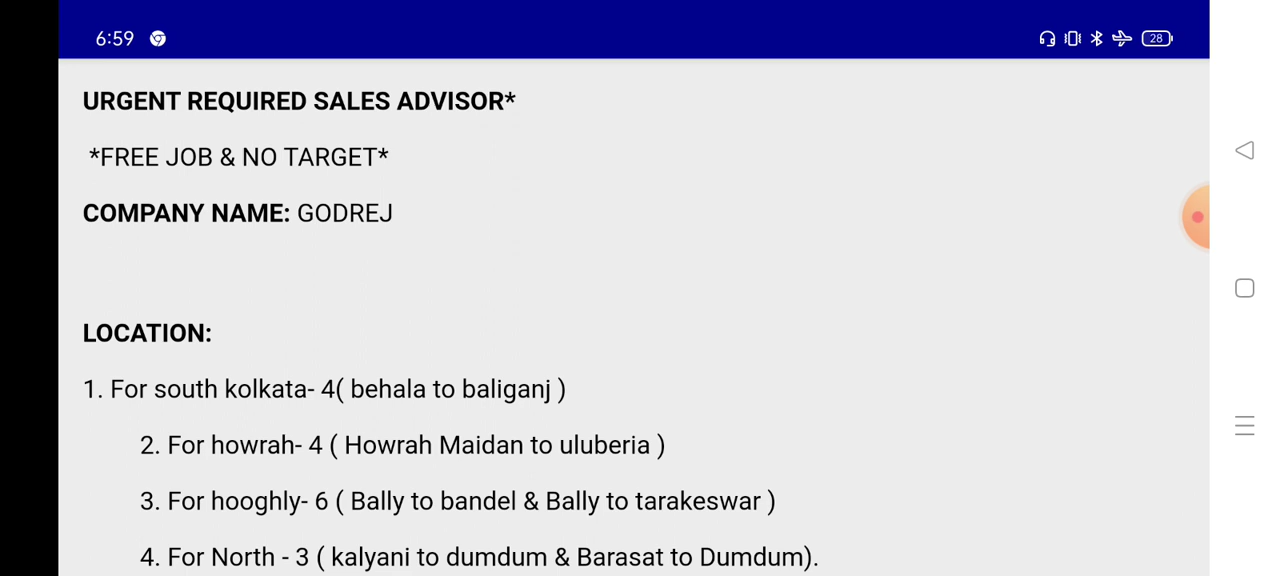 6:59
28
URGENT REQUIRED SALES ADVISOR*
*FREE JOB & NO TARGET*
COMPANY NAME: GODREJ
LOCATION:
1. For south kolkata- 4( behala to baliganj )
2. For howrah- 4 ( Howrah Maidan to uluberia )
3. For hooghly- 6 ( Bally to bandel & Bally to tarakeswar )
4. For North - 3 ( kalyani to dumdum & Barasat to Dumdum).